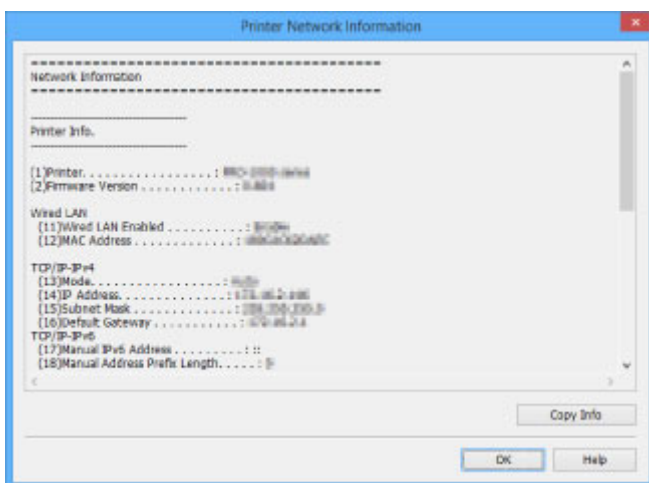 Printer Network Information
==========================================
Network Information
==========================================
--------------------------------------
Printer Info.
--------------------------------------
(1)Printer. . . . . . . . . . . . . . . . . :
(2)Firmware Version . . . . . . . . . . . . :
Wired LAN
(11)Wired LAN Enabled . . . . . . . . . . :
(12)MAC Address . . . . . . . . . . . . . :
TCP/IP-IPv4
(13)Mode. . . . . . . . . . . . . . . . . :
(14)IP Address. . . . . . . . . . . . . . :
(15)Subnet Mask . . . . . . . . . . . . . :
(16)Default Gateway . . . . . . . . . . . :
TCP/IP-IPv6
(17)Manual IPv6 Address . . . . . . . . . : ::
(18)Manual Address Prefix Length. . . . . :
Copy Info
OK
Help